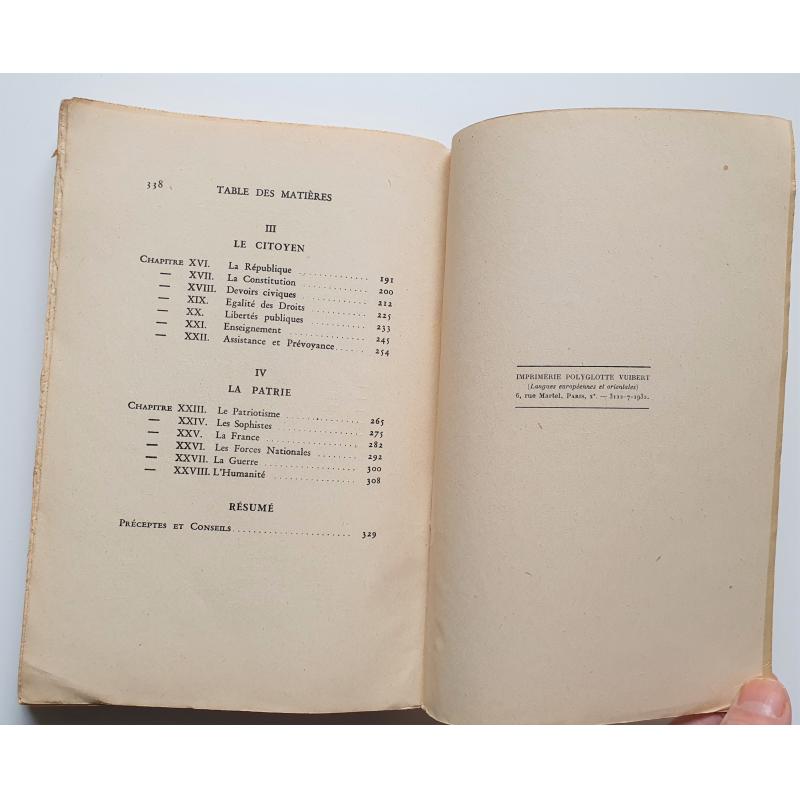 338 TABLE DES MATIÈRES
III
LE CITOYEN
CHAPITRE XVI. La République 191
— XVII. La Constitution 200
— XVIII. Devoirs civiques 212
— XIX. Egalité des Droits 225
— XX. Libertés publiques 233
— XXI. Enseignement 245
— XXII. Assistance et Prévoyance 254
IV
LA PATRIE
CHAPITRE XXIII. Le Patriotisme 265
— XXIV. Les Sophistes 275
— XXV. La France 282
— XXVI. Les Forces Nationales 292
— XXVII. La Guerre 300
— XXVIII. L'Humanité 308
RÉSUMÉ
PRÉCEPTES ET CONSEILS 329
IMPRIMERIE POLYGLOTTE VUIBERT
(Langues européennes et orientales)
6, rue Martel, PARIS, xᵉ. — 3122-7-1932.